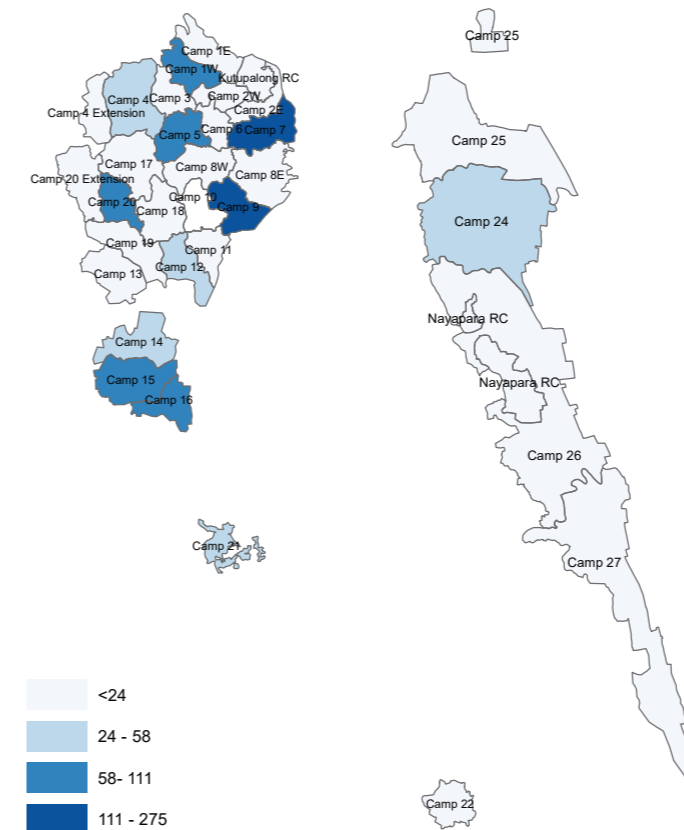 Camp 1E
Camp 1W
Kutupalong RC
Camp 4
Camp 3
Camp 2W
Camp 4 Extension
Camp 2E
Camp 5
Camp 6
Camp 7
Camp 17
Camp 8W
Camp 20 Extension
Camp 8E
Camp 20
Camp 18
Camp 10
Camp 9
Camp 19
Camp 11
Camp 13
Camp 12
Camp 14
Camp 15
Camp 16
Camp 21
Camp 25
Camp 25
Camp 24
Nayapara RC
Nayapara RC
Camp 26
Camp 27
Camp 22
<24
24 - 58
58- 111
111 - 275